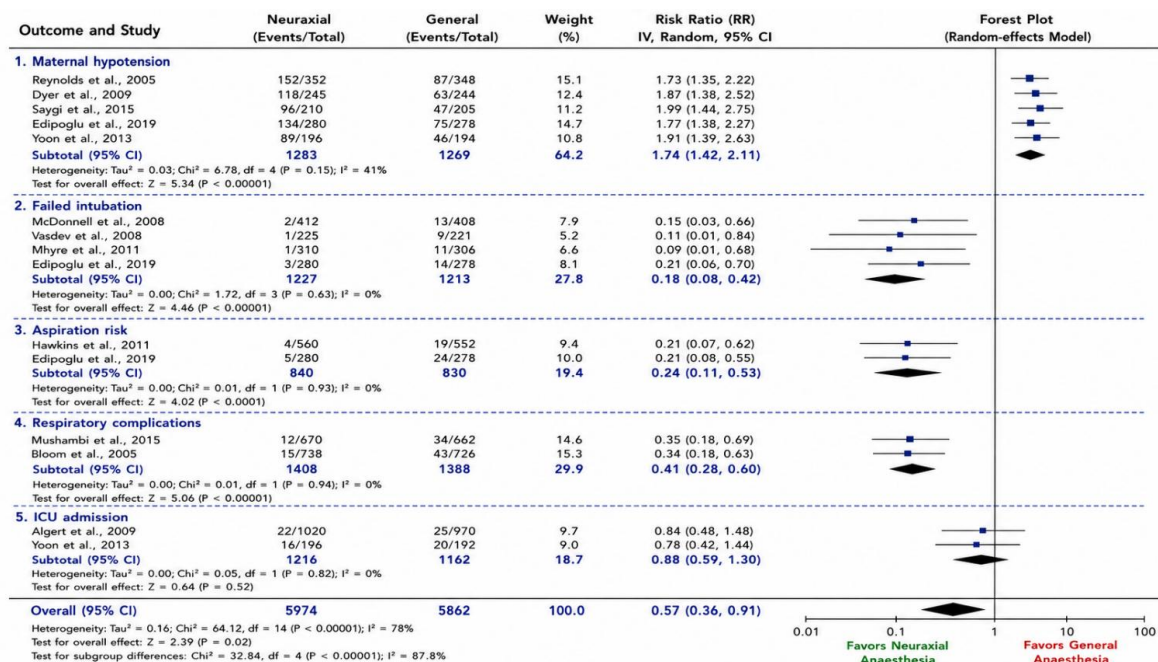 Outcome and Study Neuraxial (Events/Total) General (Events/Total) Weight (%) Risk Ratio (RR) IV, Random, 95% CI Forest Plot (Random-effects Model)
1. Maternal hypotension
Reynolds et al., 2005 152/352 87/348 15.1 1.73 (1.35, 2.22)
Dyer et al., 2009 118/245 63/244 12.4 1.87 (1.38, 2.52)
Saygi et al., 2015 96/210 47/205 11.2 1.99 (1.44, 2.75)
Edipoglu et al., 2019 134/280 75/278 14.7 1.77 (1.38, 2.27)
Yoon et al., 2013 89/196 46/194 10.8 1.91 (1.39, 2.63)
Subtotal (95% CI) 1283 1269 64.2 1.74 (1.42, 2.11)
Heterogeneity: Tau² = 0.03; Chi² = 6.78, df = 4 (P = 0.15); I² = 41%
Test for overall effect: Z = 5.34 (P < 0.00001)
2. Failed intubation
McDonnell et al., 2008 2/412 13/408 7.9 0.15 (0.03, 0.66)
Vasdev et al., 2008 1/225 9/221 5.2 0.11 (0.01, 0.84)
Mhyre et al., 2011 1/310 11/306 6.6 0.09 (0.01, 0.68)
Edipoglu et al., 2019 3/280 14/278 8.1 0.21 (0.06, 0.70)
Subtotal (95% CI) 1227 1213 27.8 0.18 (0.08, 0.42)
Heterogeneity: Tau² = 0.00; Chi² = 1.72, df = 3 (P = 0.63); I² = 0%
Test for overall effect: Z = 4.46 (P < 0.00001)
3. Aspiration risk
Hawkins et al., 2011 4/560 19/552 9.4 0.21 (0.07, 0.62)
Edipoglu et al., 2019 5/280 24/278 10.0 0.21 (0.08, 0.55)
Subtotal (95% CI) 840 830 19.4 0.24 (0.11, 0.53)
Heterogeneity: Tau² = 0.00; Chi² = 0.01, df = 1 (P = 0.93); I² = 0%
Test for overall effect: Z = 4.02 (P < 0.0001)
4. Respiratory complications
Mushambi et al., 2015 12/670 34/662 14.6 0.35 (0.18, 0.69)
Bloom et al., 2005 15/738 43/726 15.3 0.34 (0.18, 0.63)
Subtotal (95% CI) 1408 1388 29.9 0.41 (0.28, 0.60)
Heterogeneity: Tau² = 0.00; Chi² = 0.01, df = 1 (P = 0.94); I² = 0%
Test for overall effect: Z = 5.06 (P < 0.00001)
5. ICU admission
Algert et al., 2009 22/1020 25/970 9.7 0.84 (0.48, 1.48)
Yoon et al., 2013 16/196 20/192 9.0 0.78 (0.42, 1.44)
Subtotal (95% CI) 1216 1162 18.7 0.88 (0.59, 1.30)
Heterogeneity: Tau² = 0.00; Chi² = 0.05, df = 1 (P = 0.82); I² = 0%
Test for overall effect: Z = 0.64 (P = 0.52)
Overall (95% CI) 5974 5862 100.0 0.57 (0.36, 0.91)
Heterogeneity: Tau² = 0.16; Chi² = 64.12, df = 14 (P < 0.00001); I² = 78%
Test for overall effect: Z = 2.39 (P = 0.02)
Test for subgroup differences: Chi² = 32.84, df = 4 (P < 0.00001); I² = 87.8%
0.01 0.1 1 10 100
Favors Neuraxial Anaesthesia Favors General Anaesthesia